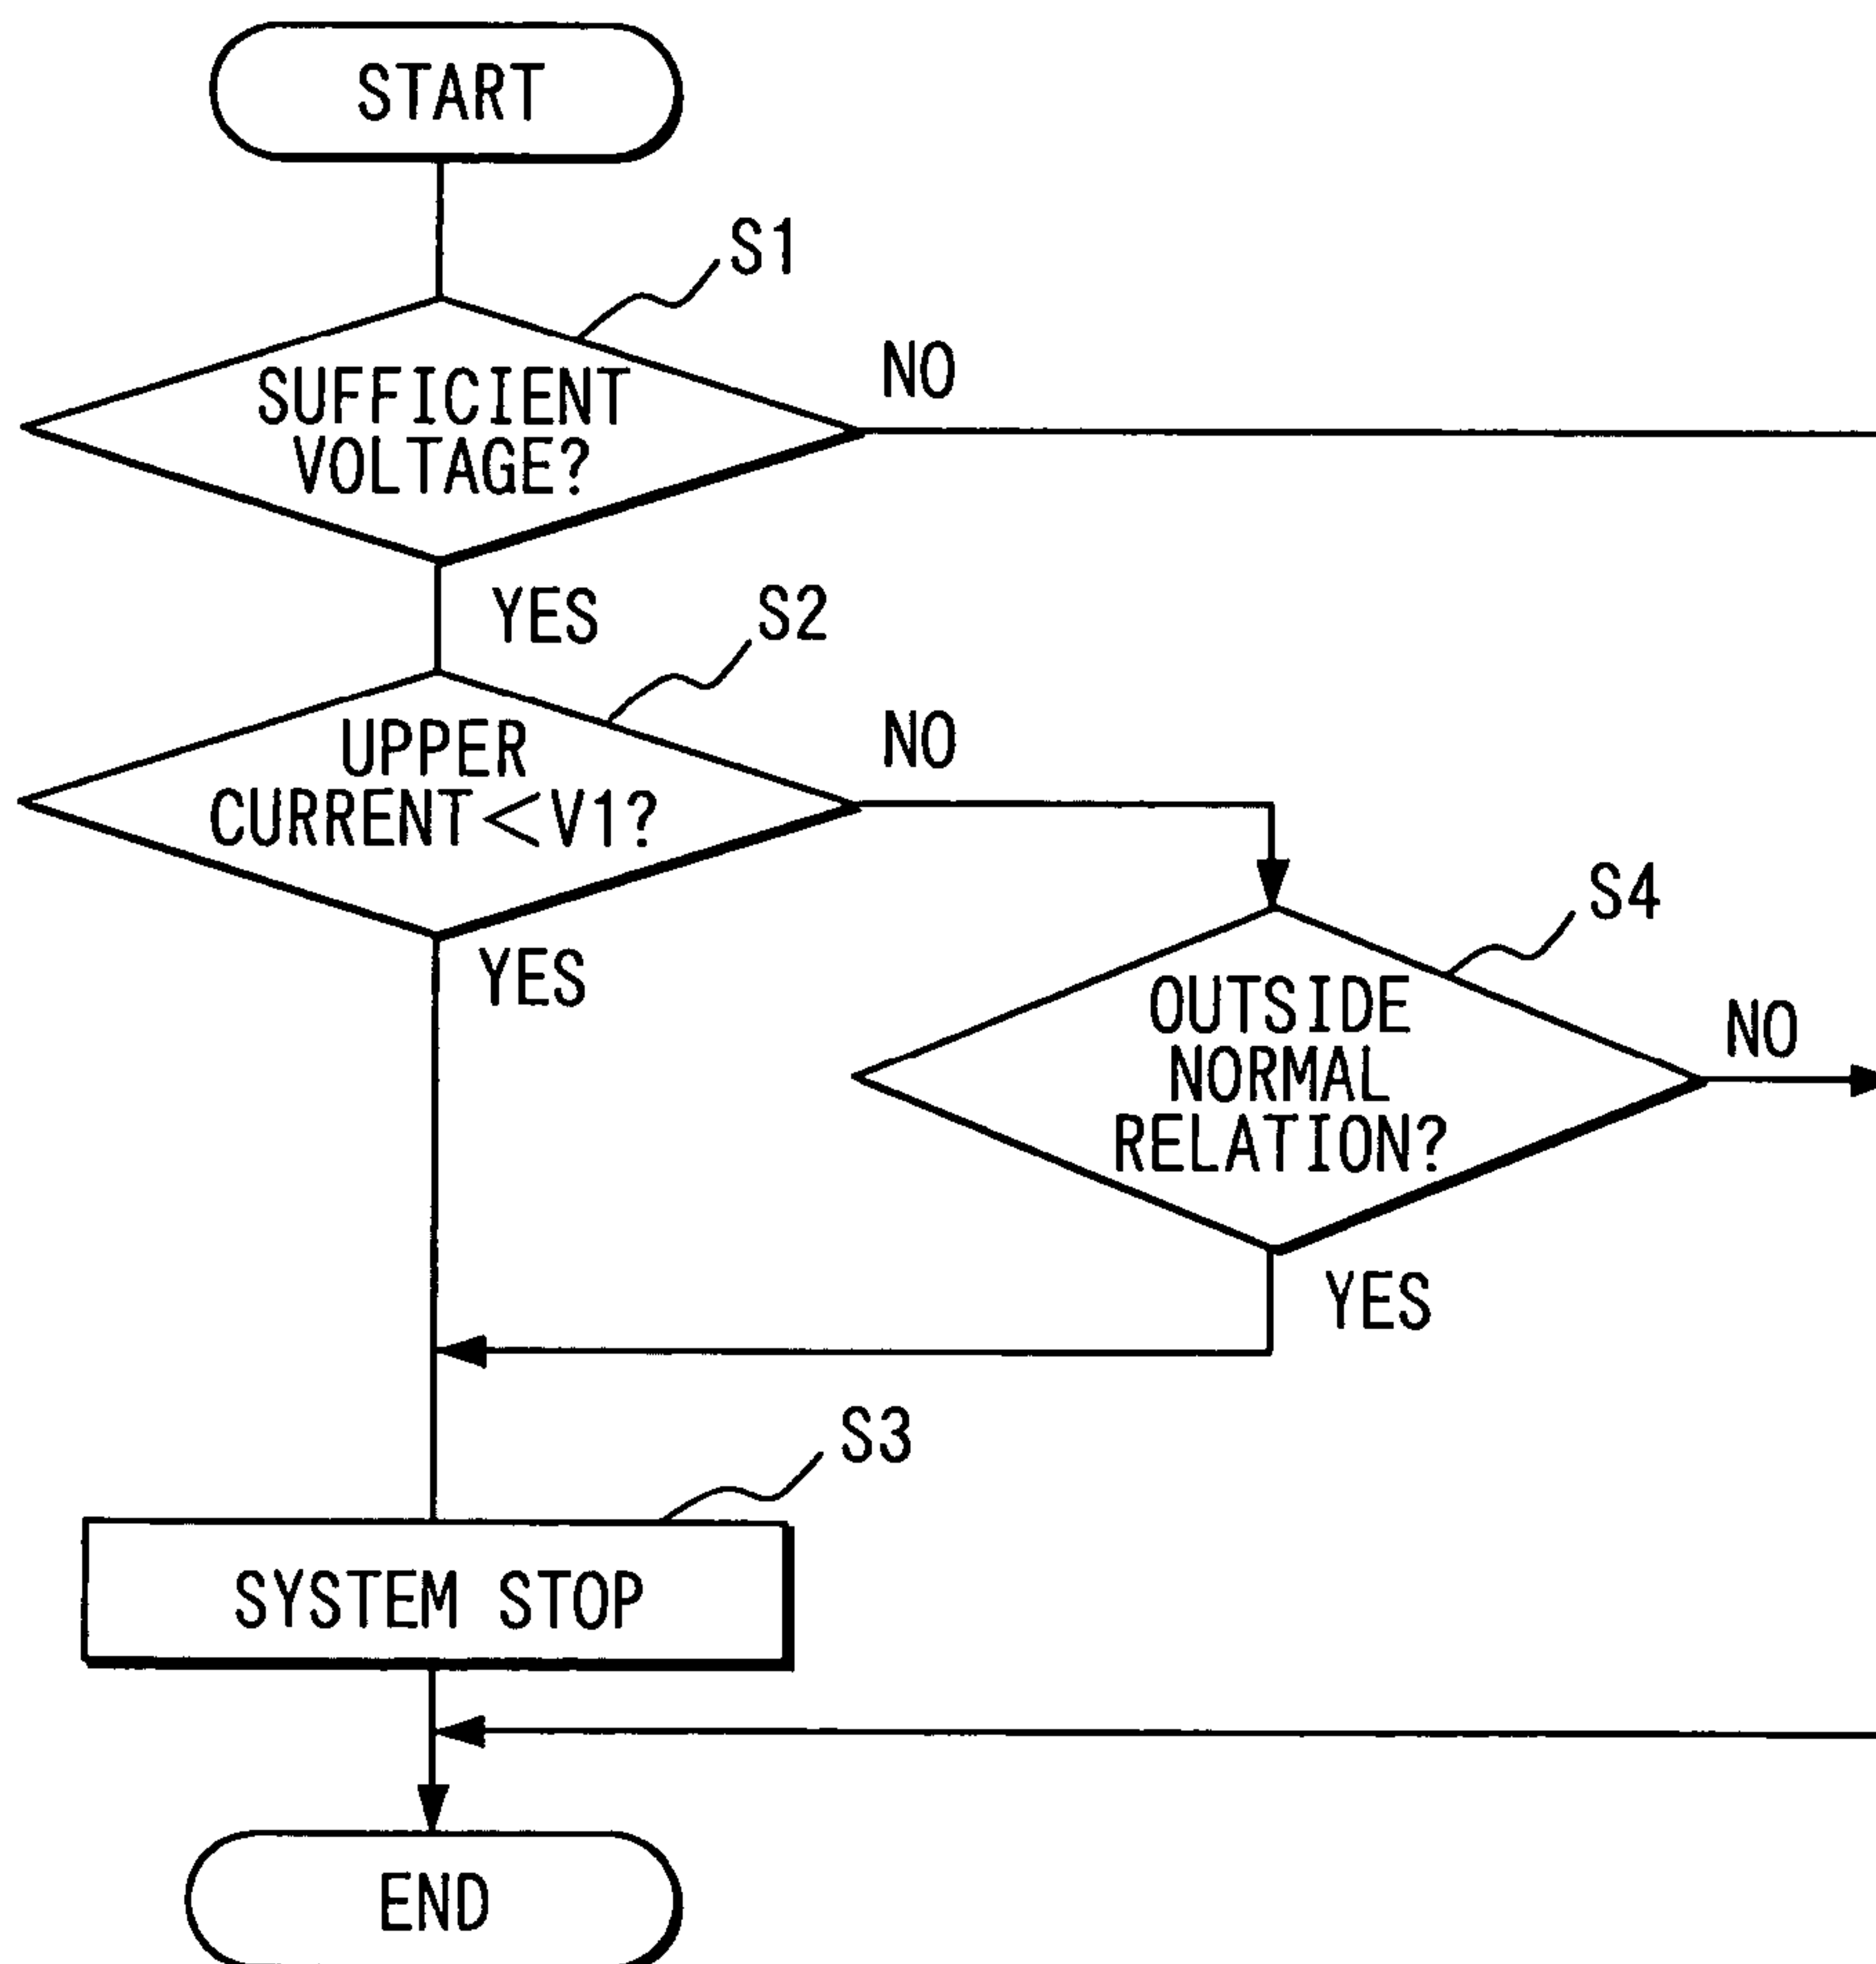 START
S1
SUFFICIENT
VOLTAGE?
NO
YES
S2
UPPER
CURRENT<V1?
NO
YES
S4
OUTSIDE
NORMAL
RELATION?
NO
YES
S3
SYSTEM STOP
END